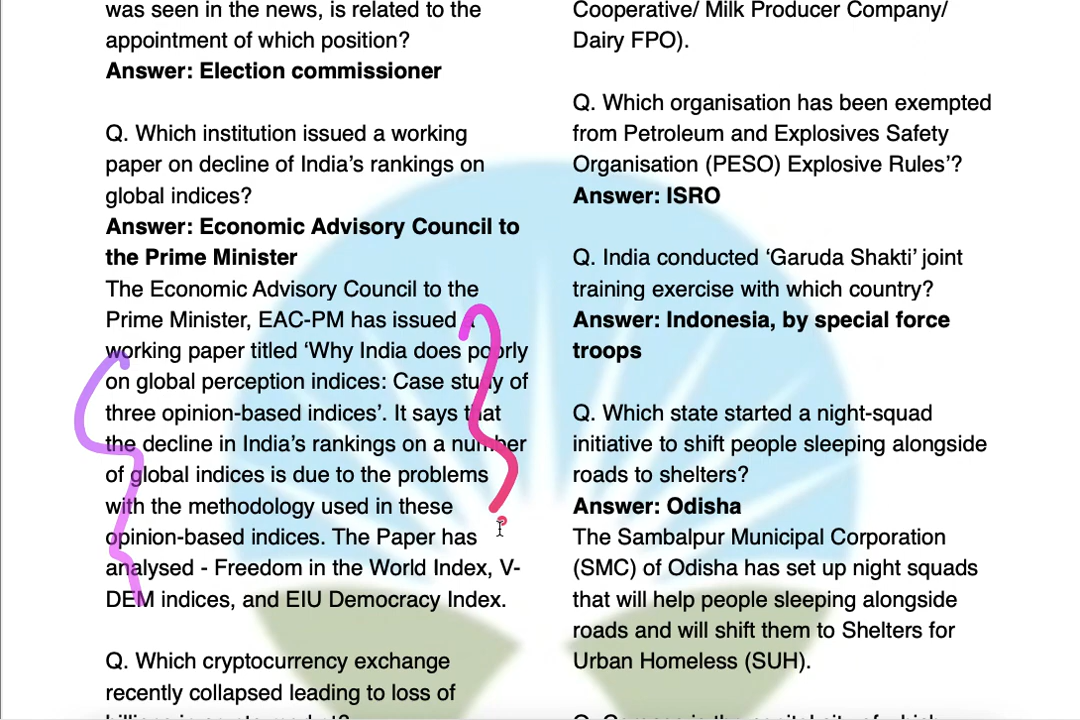 was seen in the news, is related to the
appointment of which position?
Answer: Election commissioner
Q. Which institution issued a working
paper on decline of India’s rankings on
global indices?
Answer: Economic Advisory Council to
the Prime Minister
The Economic Advisory Council to the
Prime Minister, EAC-PM has issued a
working paper titled ‘Why India does poorly
on global perception indices: Case study of
three opinion-based indices’. It says that
the decline in India’s rankings on a number
of global indices is due to the problems
with the methodology used in these
opinion-based indices. The Paper has
analysed - Freedom in the World Index, V-
DEM indices, and EIU Democracy Index.
Q. Which cryptocurrency exchange
recently collapsed leading to loss of
Cooperative/ Milk Producer Company/
Dairy FPO).
Q. Which organisation has been exempted
from Petroleum and Explosives Safety
Organisation (PESO) Explosive Rules’?
Answer: ISRO
Q. India conducted ‘Garuda Shakti’ joint
training exercise with which country?
Answer: Indonesia, by special force
troops
Q. Which state started a night-squad
initiative to shift people sleeping alongside
roads to shelters?
Answer: Odisha
The Sambalpur Municipal Corporation
(SMC) of Odisha has set up night squads
that will help people sleeping alongside
roads and will shift them to Shelters for
Urban Homeless (SUH).